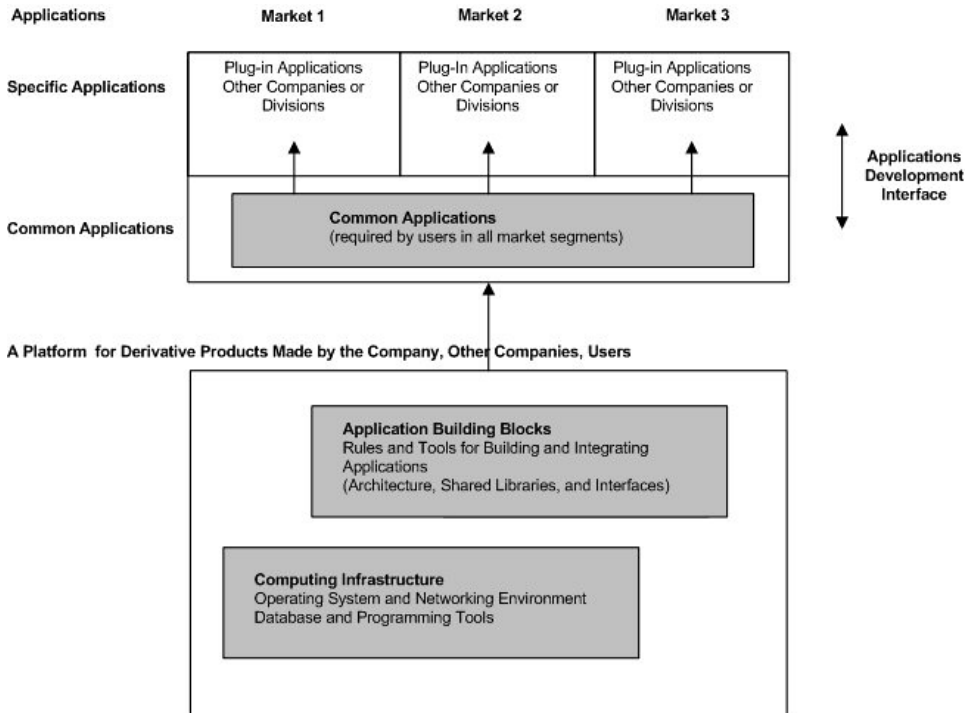 Applications
Market 1
Market 2
Market 3
Specific Applications
Plug-in Applications
Other Companies or
Divisions
Plug-In Applications
Other Companies or
Divisions
Plug-in Applications
Other Companies or
Divisions
Applications
Development
Interface
Common Applications
Common Applications
(required by users in all market segments)
A Platform for Derivative Products Made by the Company, Other Companies, Users
Application Building Blocks
Rules and Tools for Building and Integrating
Applications
(Architecture, Shared Libraries, and Interfaces)
Computing Infrastructure
Operating System and Networking Environment
Database and Programming Tools